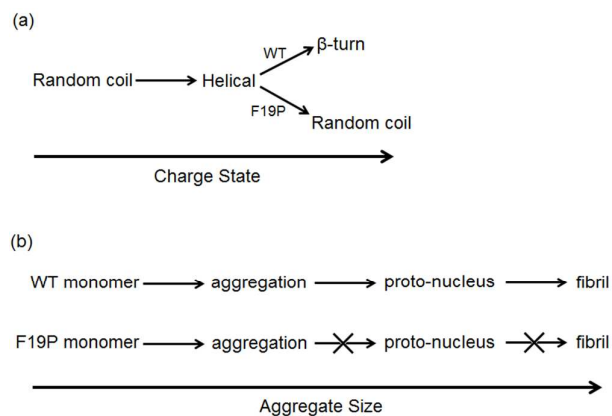 (a)
β-turn
WT
Random coil Helical
F19P
Random coil
Charge State
(b)
WT monomer aggregation proto-nucleus fibril
F19P monomer aggregation proto-nucleus fibril
Aggregate Size